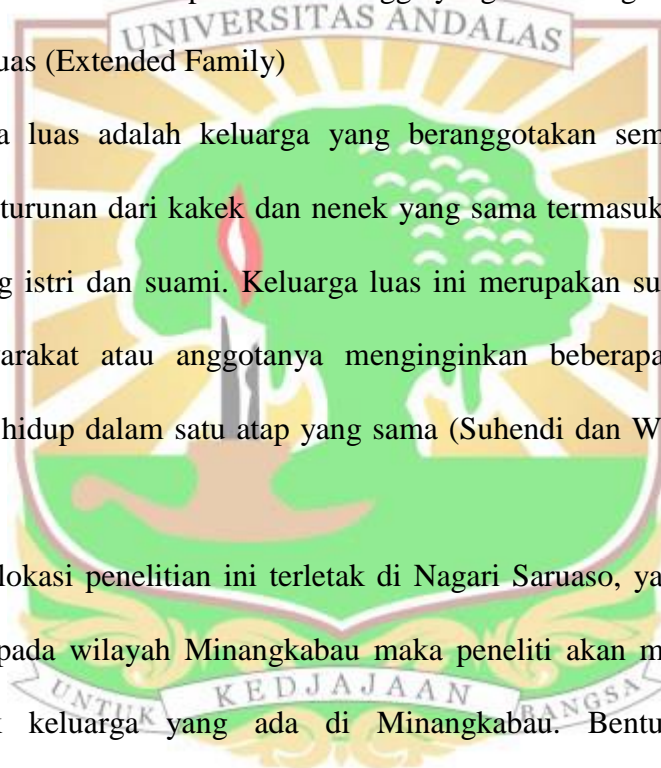 UNIVERSITAS ANDALAS
uas (Extended Family)
a luas adalah keluarga yang beranggotakan sem
turunan dari kakek dan nenek yang sama termasuk
g istri dan suami. Keluarga luas ini merupakan su
arakat atau anggotanya menginginkan beberapa
hidup dalam satu atap yang sama (Suhendi dan W
lokasi penelitian ini terletak di Nagari Saruaso, ya
pada wilayah Minangkabau maka peneliti akan m
UNTUK KEDJAJAAN BANGSA
k keluarga yang ada di Minangkabau. Bentu